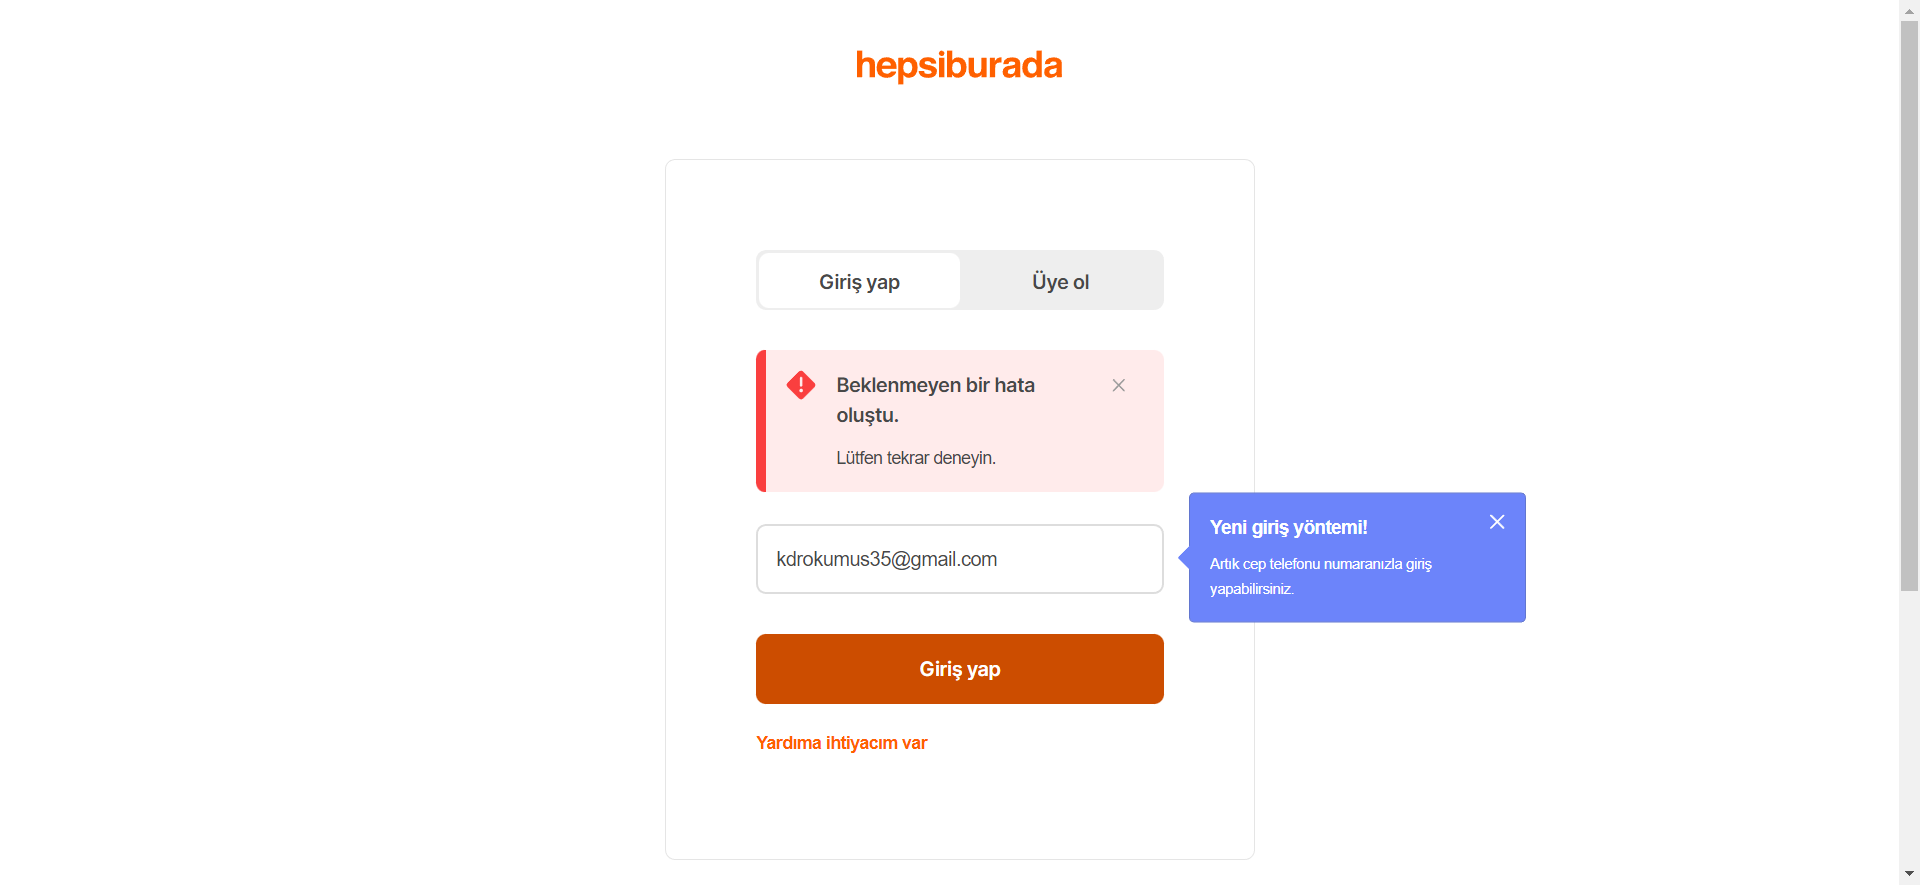 hepsiburada
Giriş yap
Üye ol
Beklenmeyen bir hata
oluştu.
Lütfen tekrar deneyin.
kdrokumus35@gmail.com
Yeni giriş yöntemi!
Artık cep telefonu numaranızla giriş
yapabilirsiniz.
Giriş yap
Yardıma ihtiyacım var